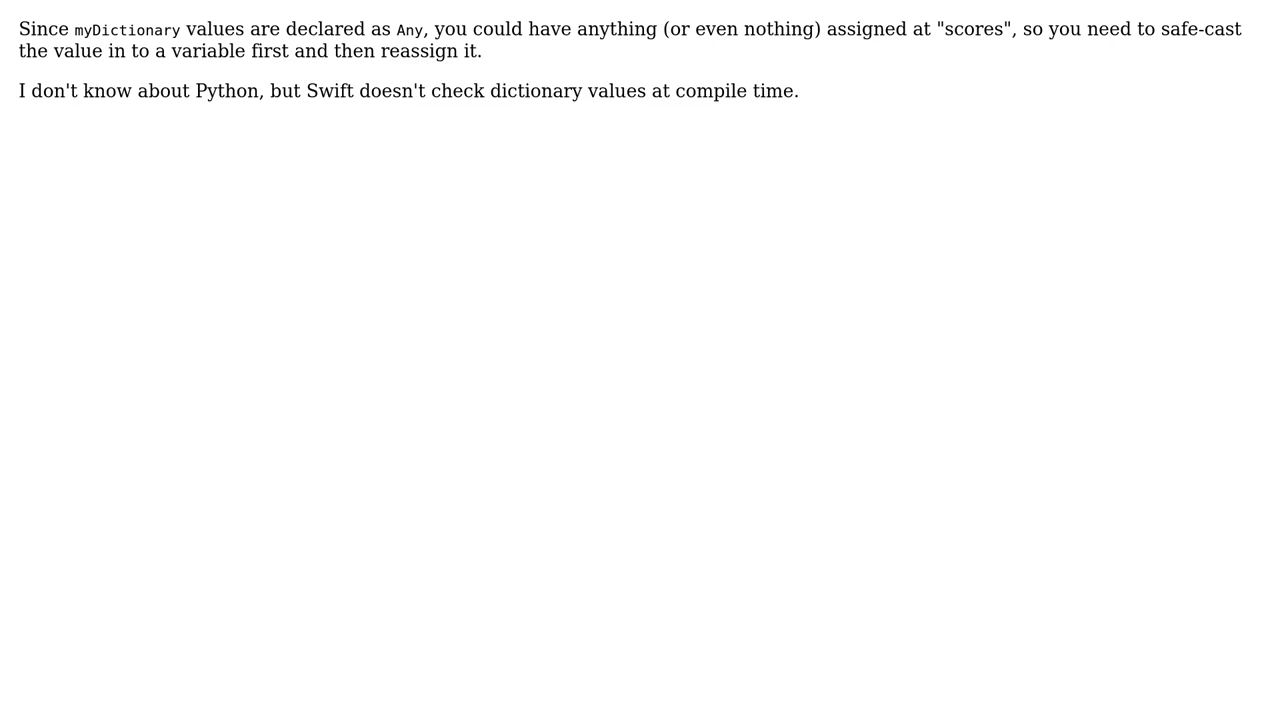 Since myDictionary values are declared as Any, you could have anything (or even nothing) assigned at "scores", so you need to safe-cast
the value in to a variable first and then reassign it.
I don't know about Python, but Swift doesn't check dictionary values at compile time.